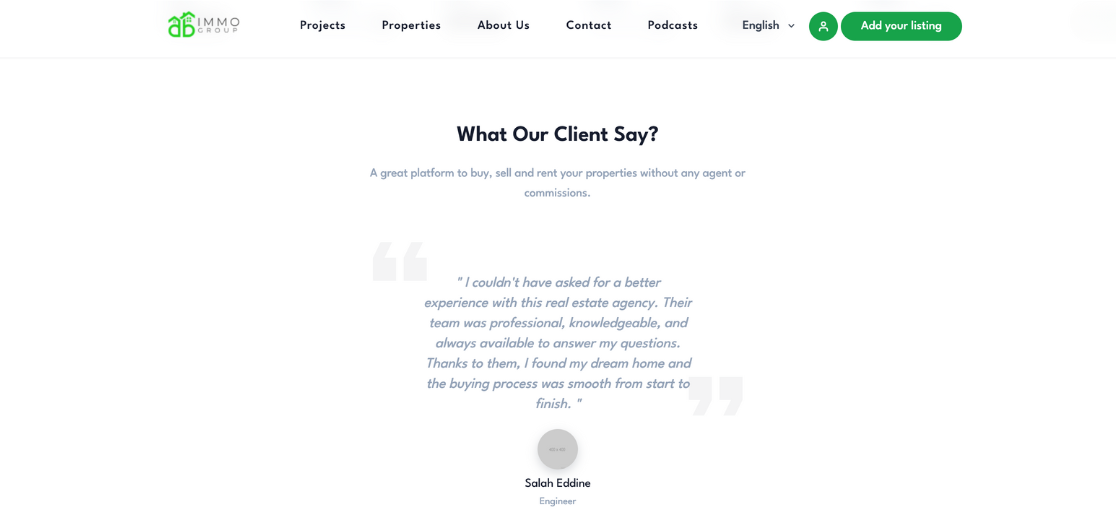 IMMO
GROUP
Projects
Properties
About Us
Contact
Podcasts
English
Add your listing
What Our Client Say?
A great platform to buy, sell and rent your properties without any agent or
commissions.
" I couldn't have asked for a better
experience with this real estate agency. Their
team was professional, knowledgeable, and
always available to answer my questions.
Thanks to them, I found my dream home and
the buying process was smooth from start to
finish. "
Salah Eddine
Engineer